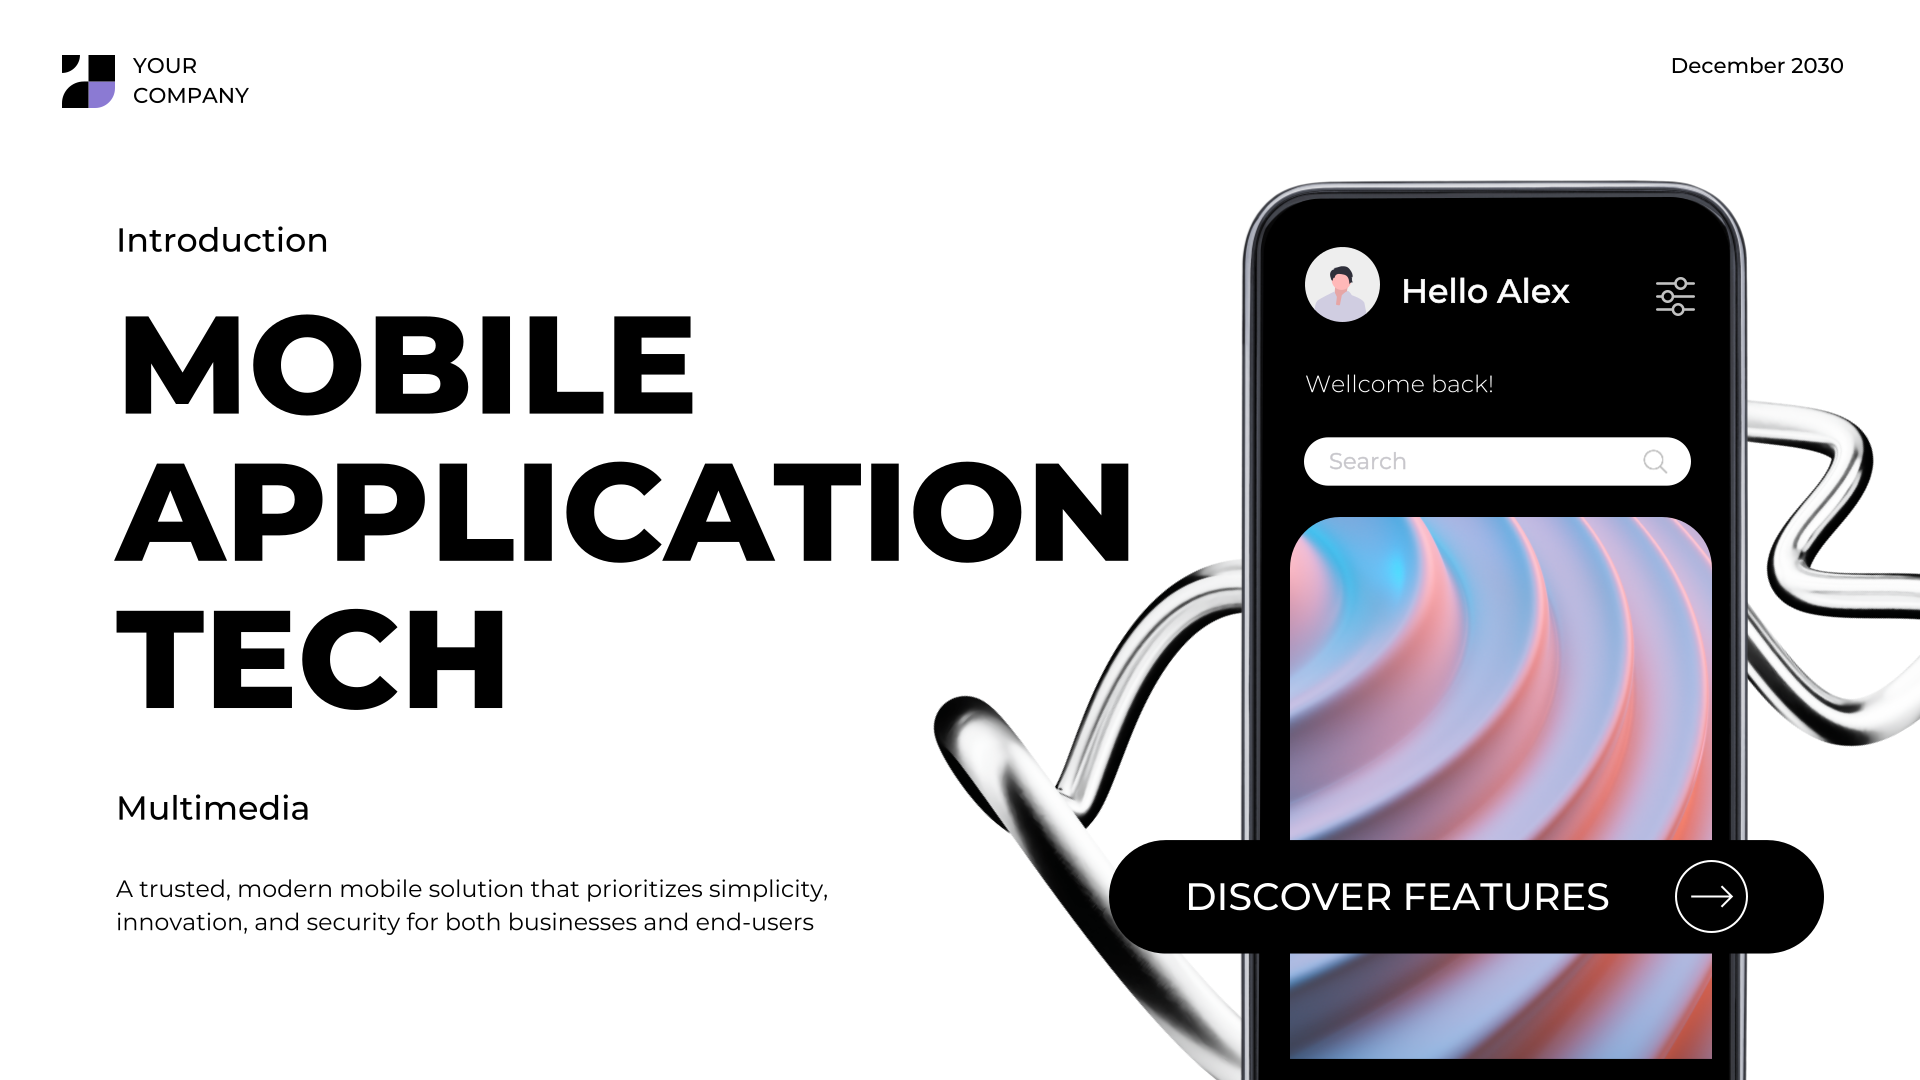 YOUR
COMPANY
December 2030
Introduction
MOBILE
APPLICATION
TECH
Multimedia
A trusted, modern mobile solution that prioritizes simplicity,
innovation, and security for both businesses and end-users
Hello Alex
Wellcome back!
Search
DISCOVER FEATURES